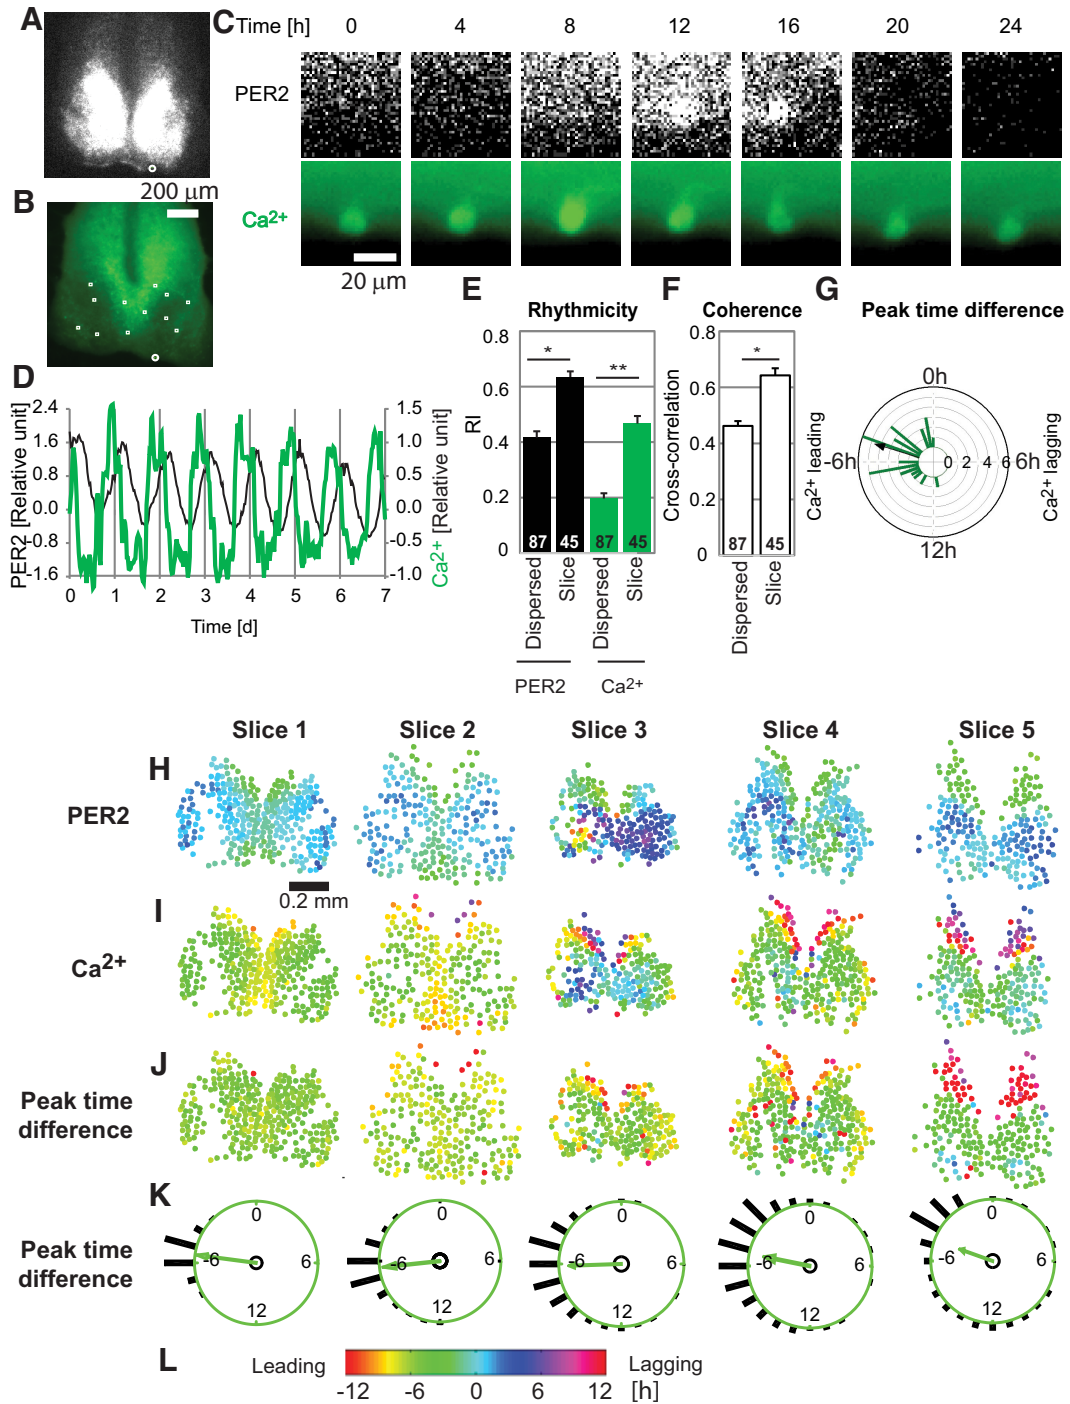 A
200 μm
B
C Time [h] 0 4 8 12 16 20 24
PER2
Ca2+
20 μm
D
2.4
1.6
0.8
0.0
-0.8
-1.6
PER2 [Relative unit]
1.5
1.0
0.5
0.0
-0.5
-1.0
Ca2+ [Relative unit]
0 1 2 3 4 5 6 7
Time [d]
E
Rhythmicity
0.8
0.6
0.4
0.2
0
RI
*
**
87 45 87 45
Dispersed
Slice
Dispersed
Slice
PER2 Ca2+
F
Coherence
0.8
0.6
0.4
0.2
0
Cross-correlation
*
87 45
Dispersed
Slice
G
Peak time difference
0h
-6h
0 2 4 6 6h
12h
Ca2+ leading
Ca2+ lagging
Slice 1 Slice 2 Slice 3 Slice 4 Slice 5
H
PER2
0.2 mm
I
Ca2+
J
Peak time
difference
K
Peak time
difference
0
-6 6
12
0
-6 6
12
0
-6 6
12
0
-6 6
12
0
-6 6
12
L
Leading Lagging
-12 -6 0 6 12 [h]